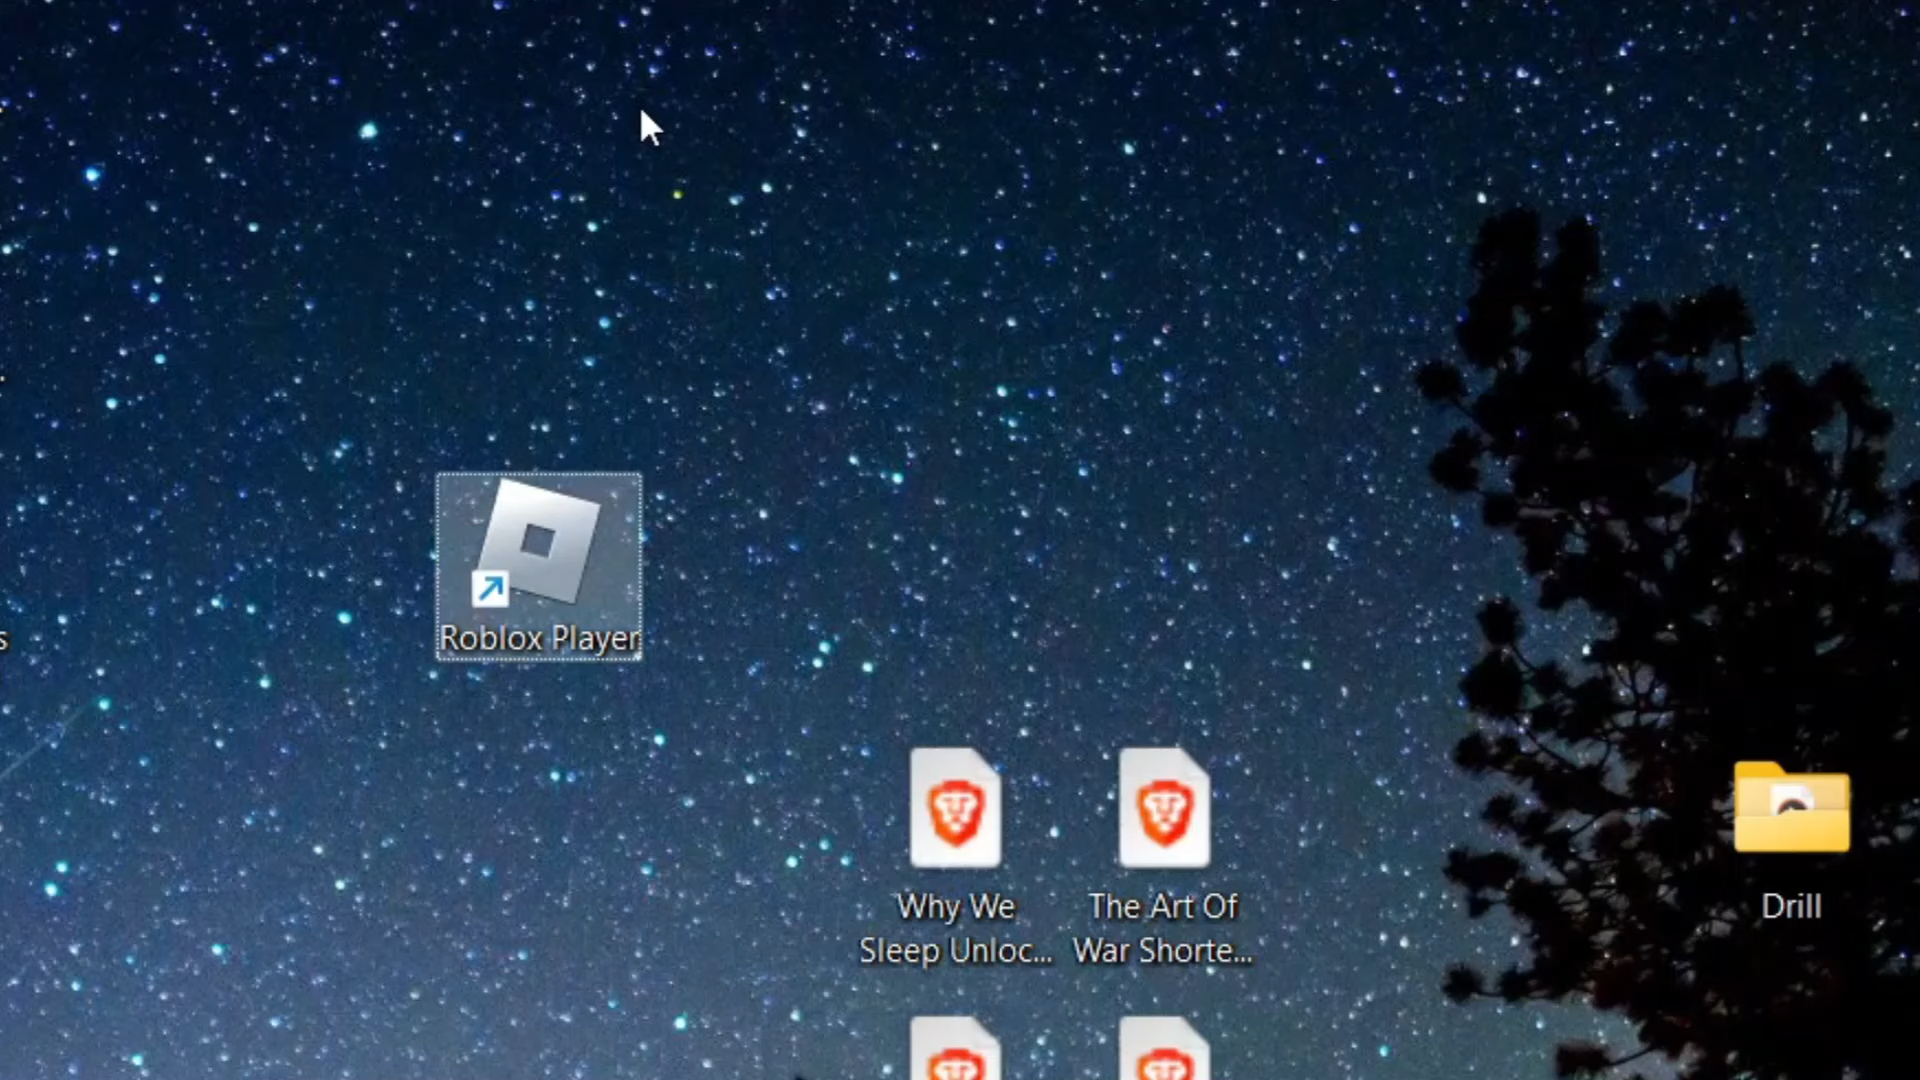 s
Roblox Player
Why We
Sleep Unloc...
The Art Of
War Shorte...
Drill